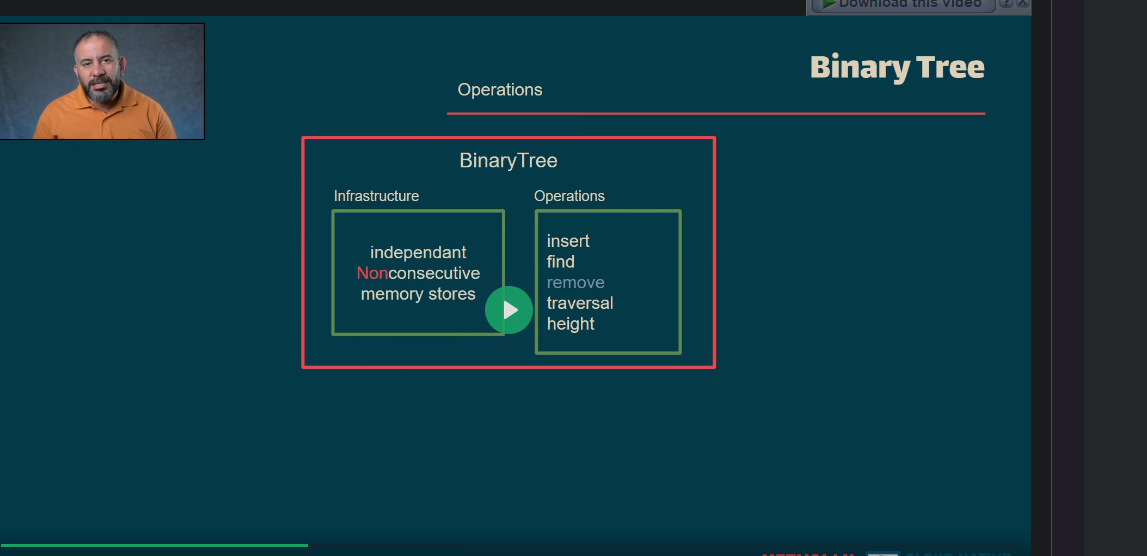 Download this video
Binary Tree
Operations
BinaryTree
Infrastructure
Operations
independant
Nonconsecutive
memory stores
insert
find
remove
traversal
height